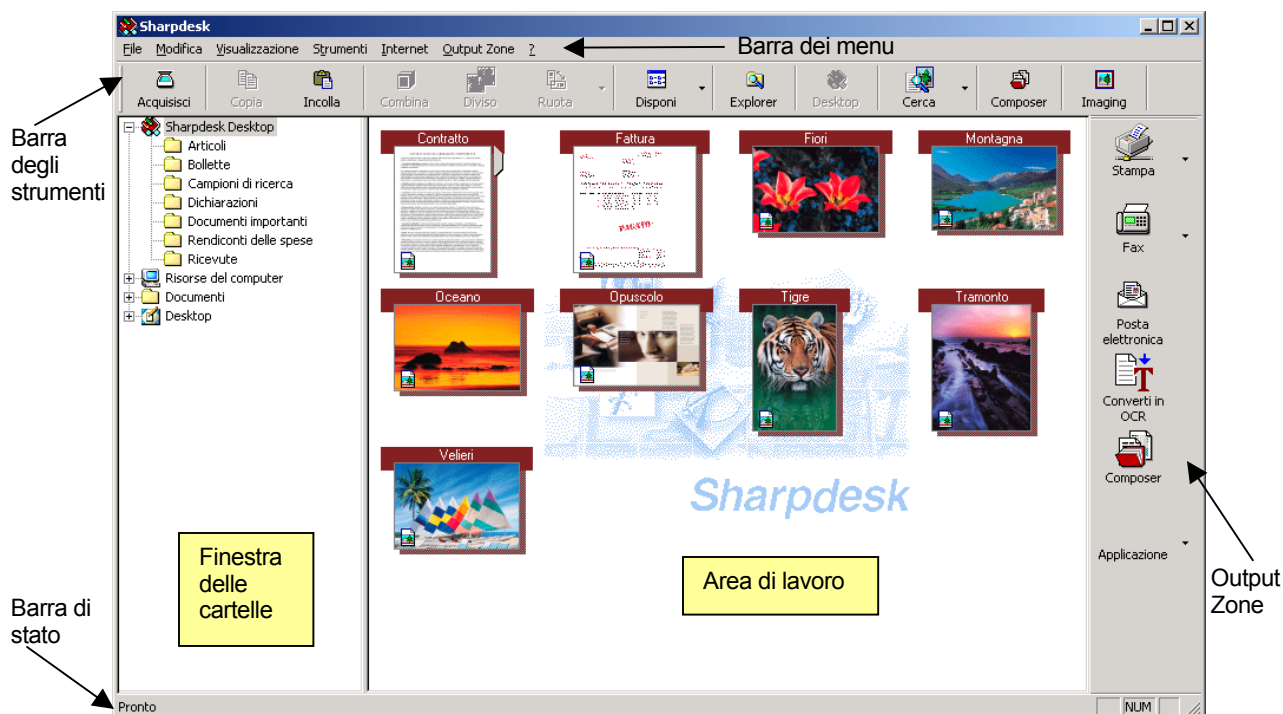 Sharpdesk
File Modifica Visualizzazione Strumenti Internet Output Zone ?
Barra dei menu
Acquisisci Copia Incolla Combina Diviso Ruota Disponi Explorer Desktop Cerca Composer Imaging
Barra
degli
strumenti
Sharpdesk Desktop
Articoli
Bollette
Campioni di ricerca
Dichiarazioni
Documenti importanti
Rendiconti delle spese
Ricevute
Risorse del computer
Documenti
Desktop
Contratto Fattura Fiori Montagna
Oceano Opuscolo Tigre Tramonto
Velieri
Sharpdesk
Stampa
Fax
Posta
elettronica
Converti in
OCR
Composer
Applicazione
Finestra
delle
cartelle
Area di lavoro
Output
Zone
Barra di
stato
Pronto
NUM